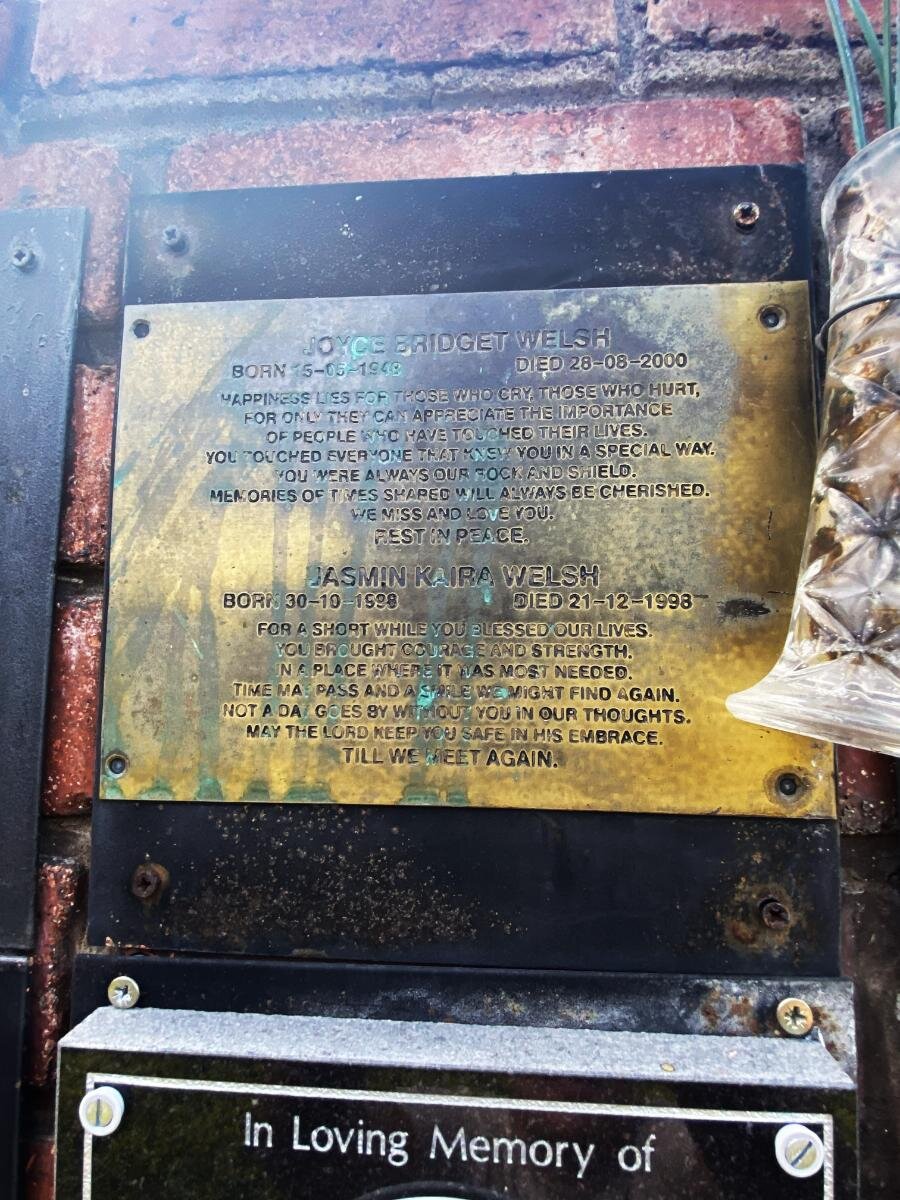 JOYCE BRIDGET WELSH
BORN 15-05-1948 DIED 28-08-2000
HAPPINESS LIES FOR THOSE WHO CRY, THOSE WHO HURT,
FOR ONLY THEY CAN APPRECIATE THE IMPORTANCE
OF PEOPLE WHO HAVE TOUCHED THEIR LIVES.
YOU TOUCHED EVERYONE THAT KNEW YOU IN A SPECIAL WAY.
YOU WERE ALWAYS OUR ROCK AND SHIELD.
MEMORIES OF TIMES SHARED WILL ALWAYS BE CHERISHED.
WE MISS AND LOVE YOU.
REST IN PEACE.
JASMIN KAIRA WELSH
BORN 30-10-1998 DIED 21-12-1998
FOR A SHORT WHILE YOU BLESSED OUR LIVES.
YOU BROUGHT COURAGE AND STRENGTH.
IN A PLACE WHERE IT WAS MOST NEEDED.
TIME MAY PASS AND A SMILE WE MIGHT FIND AGAIN.
NOT A DAY GOES BY WITHOUT YOU IN OUR THOUGHTS.
MAY THE LORD KEEP YOU SAFE IN HIS EMBRACE.
TILL WE MEET AGAIN.
In Loving Memory of